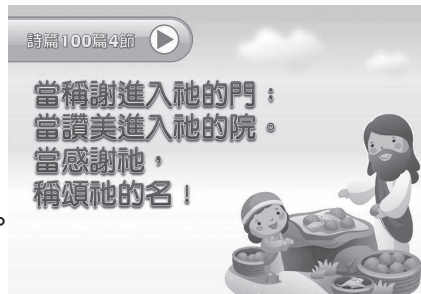 詩篇100篇4節
當稱謝進入祂的門；
當讚美進入祂的院。
當感謝祂，
稱頌祂的名！